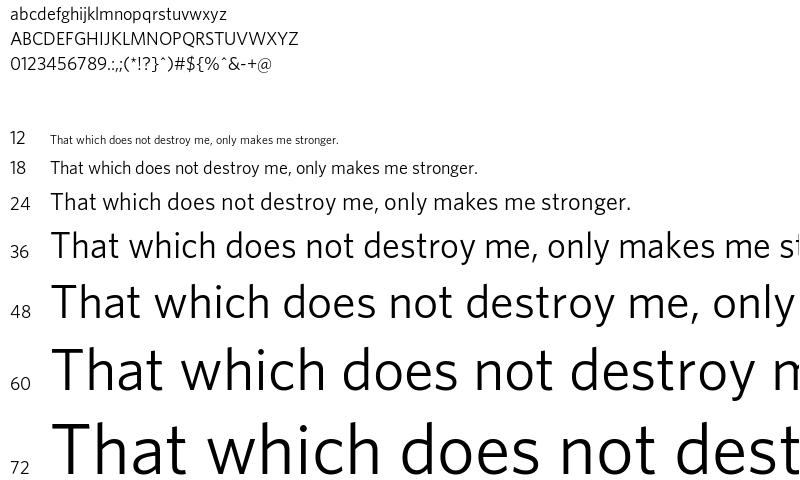 abcdefghijklmnopqrstuvwxyz
ABCDEFGHIJKLMNOPQRSTUVWXYZ
0123456789.:,;(*!?}^)#${%^&-+@
12 That which does not destroy me, only makes me stronger.
18 That which does not destroy me, only makes me stronger.
24 That which does not destroy me, only makes me stronger.
36 That which does not destroy me, only makes me st
48 That which does not destroy me, only
60 That which does not destroy m
72 That which does not dest